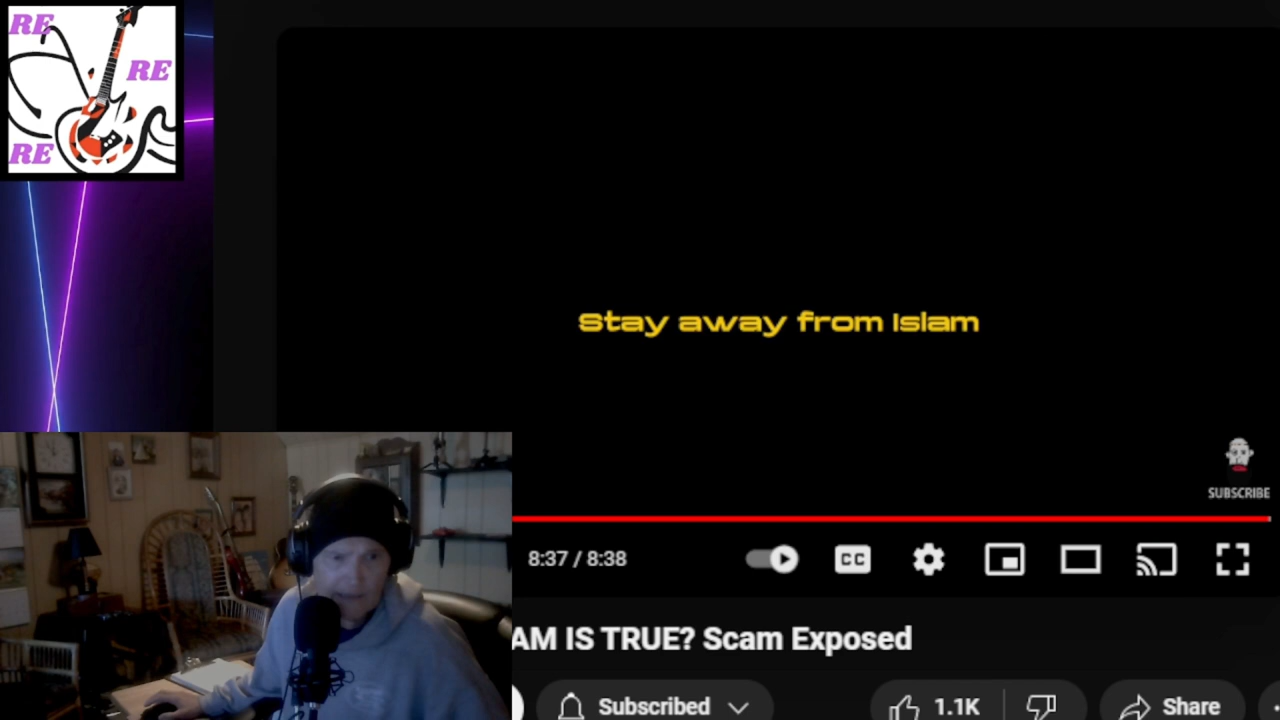 RE
RE
RE
Stay away from Islam
SUBSCRIBE
8:37 / 8:38
CC
AM IS TRUE? Scam Exposed
Subscribed
1.1K
Share